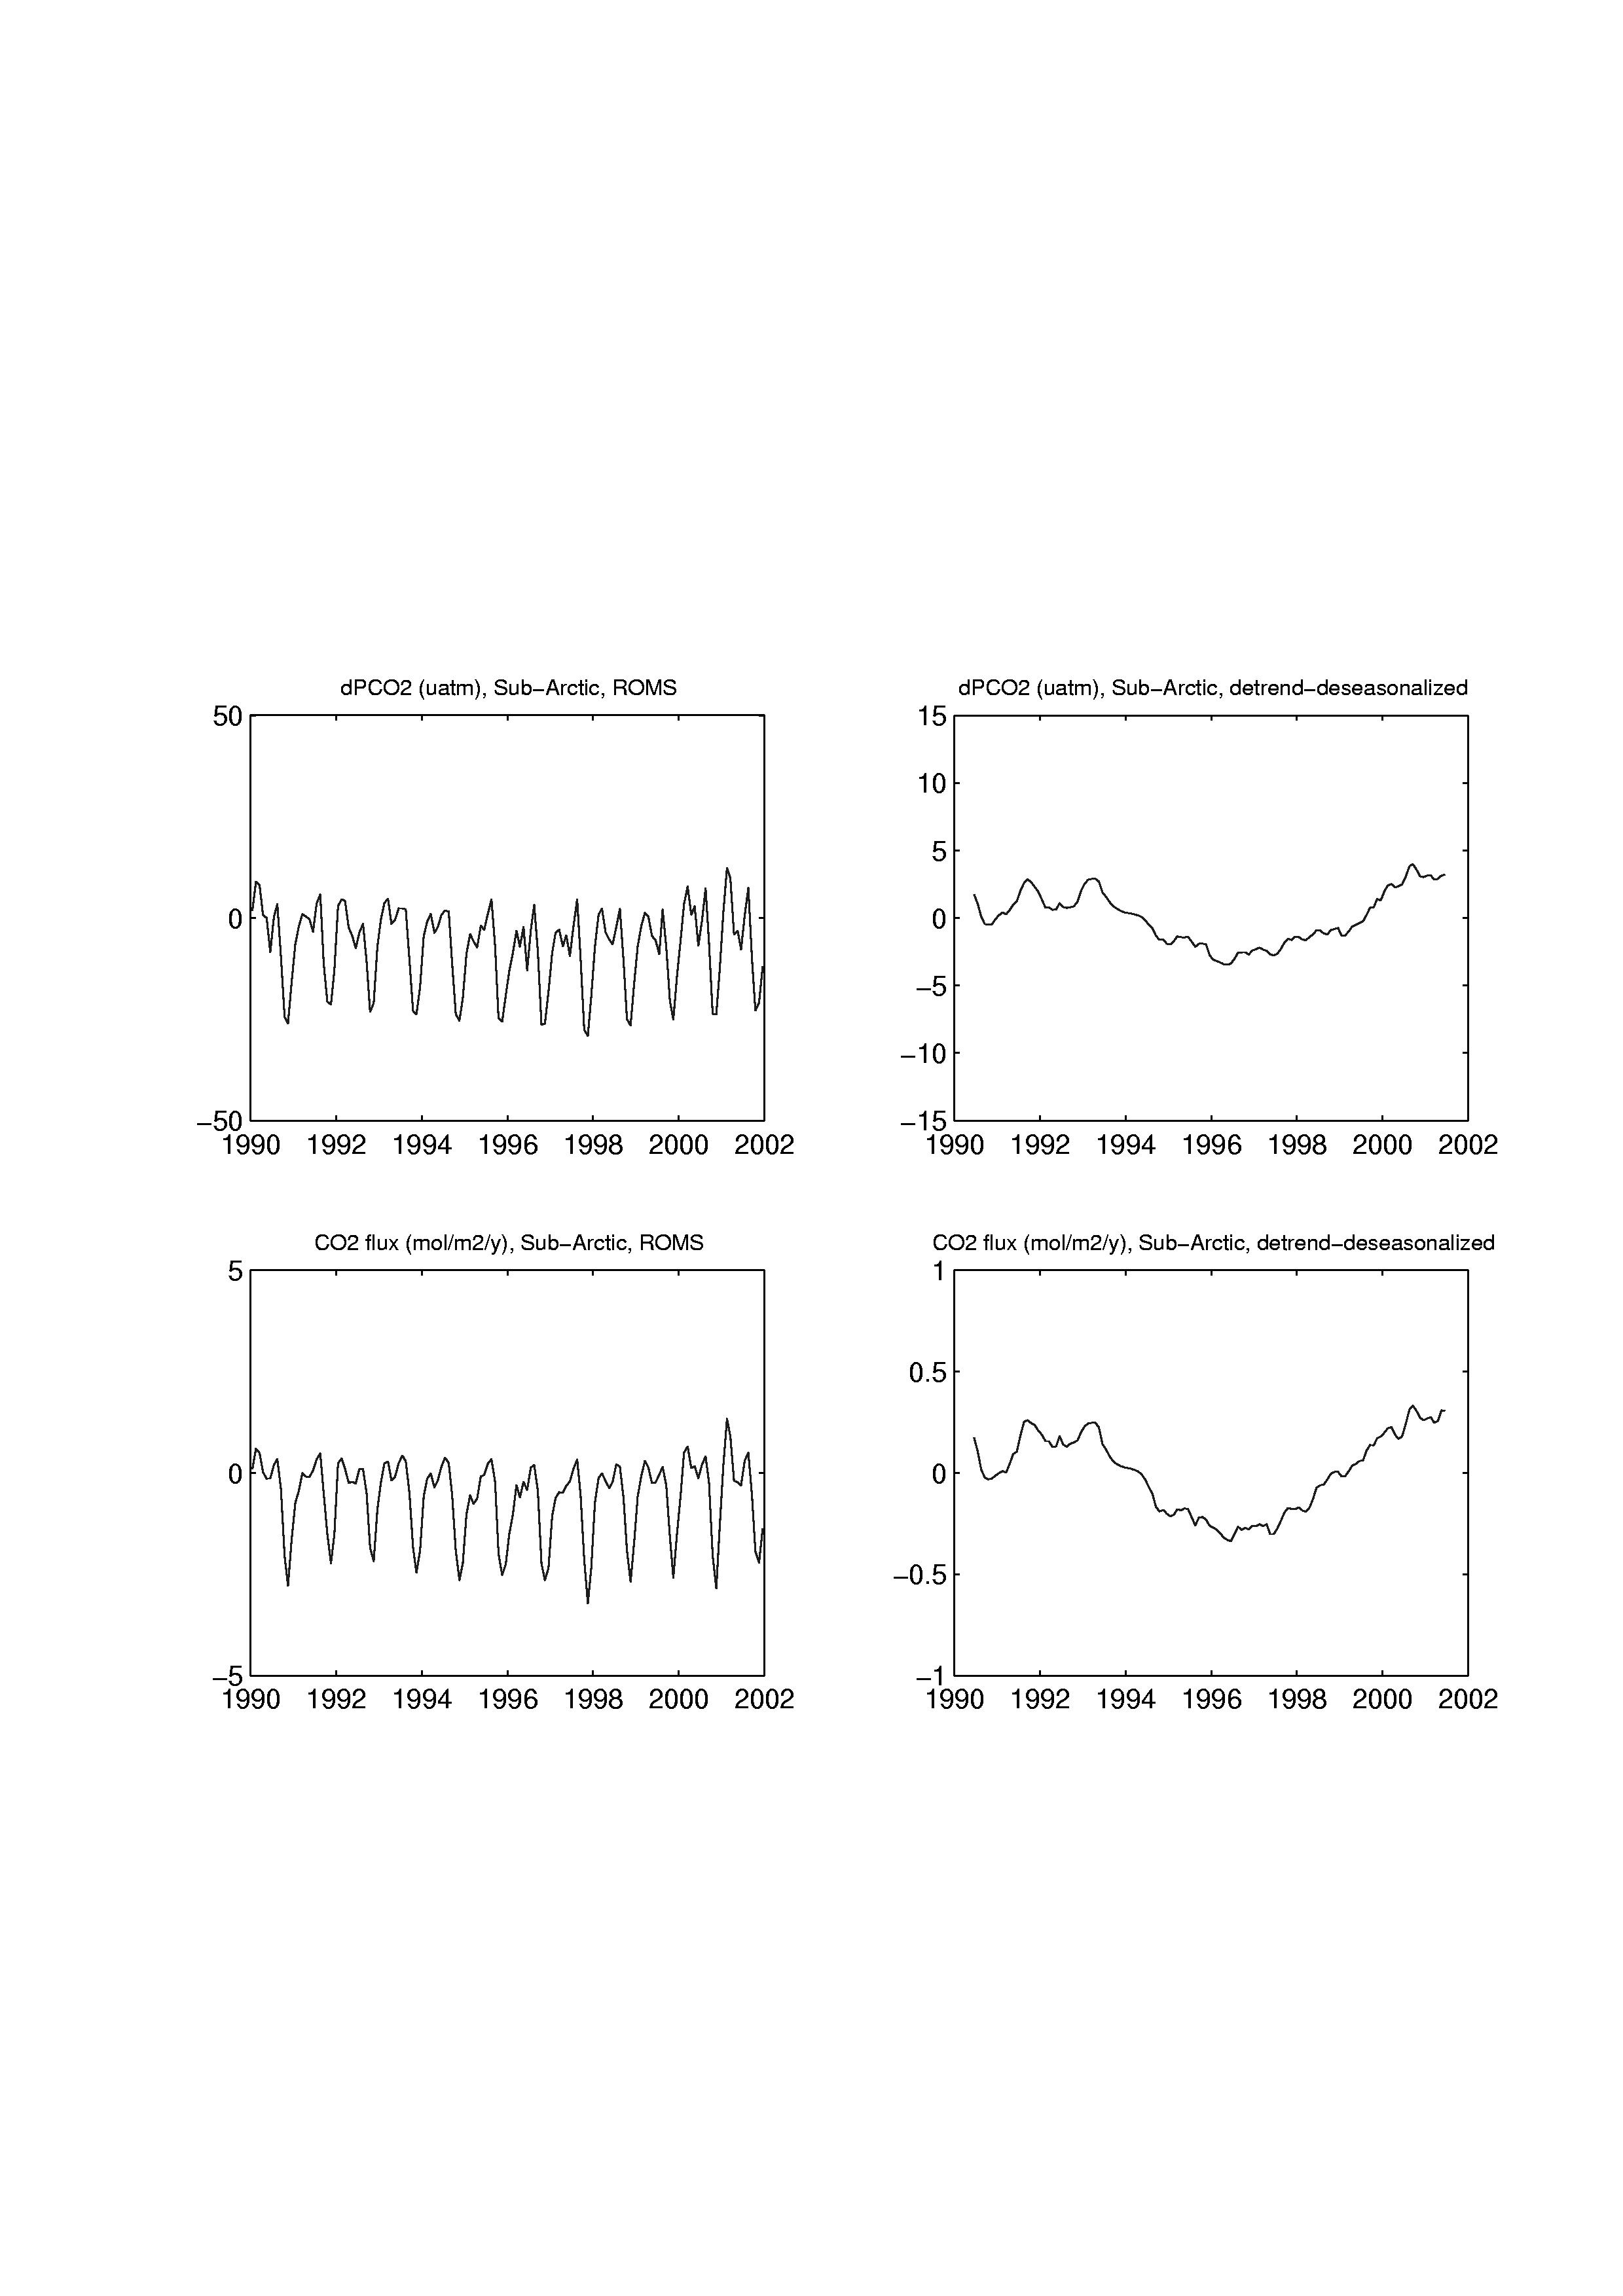 dPCO2 (uatm), Sub−Arctic, ROMS
50
0
−50
1990 1992 1994 1996 1998 2000 2002
dPCO2 (uatm), Sub−Arctic, detrend−deseasonalized
15
10
5
0
−5
−10
−15
1990 1992 1994 1996 1998 2000 2002
CO2 flux (mol/m2/y), Sub−Arctic, ROMS
5
0
−5
1990 1992 1994 1996 1998 2000 2002
CO2 flux (mol/m2/y), Sub−Arctic, detrend−deseasonalized
1
0.5
0
−0.5
−1
1990 1992 1994 1996 1998 2000 2002